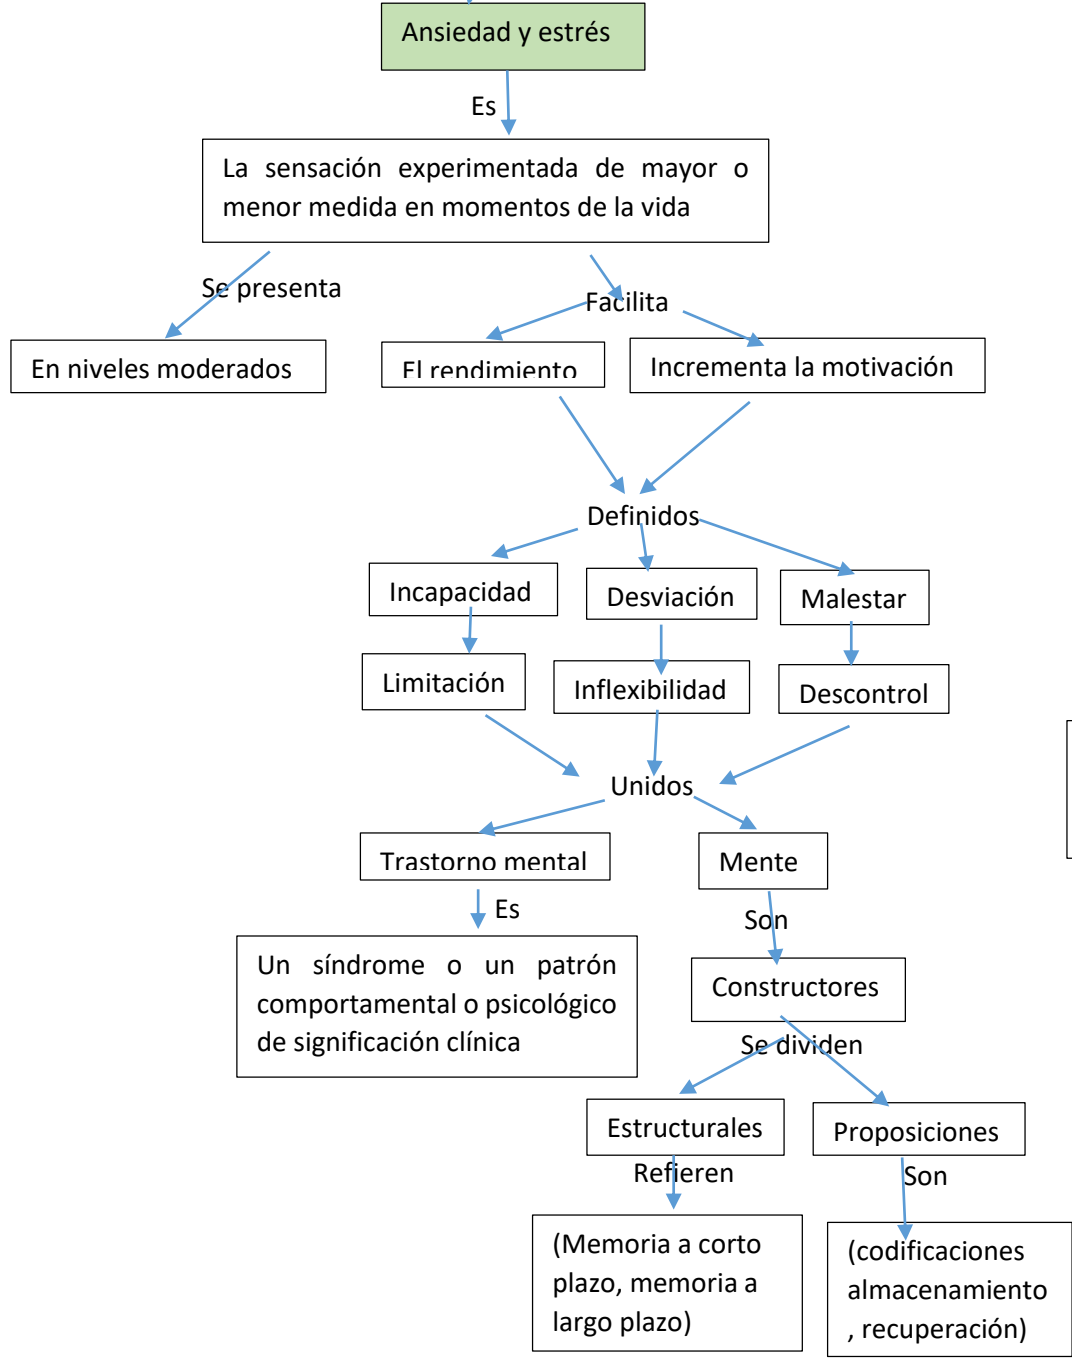 Ansiedad y estrés
Es
La sensación experimentada de mayor o
menor medida en momentos de la vida
Se presenta
Facilita
En niveles moderados
El rendimiento
Incrementa la motivación
Definidos
Incapacidad
Desviación
Malestar
Limitación
Inflexibilidad
Descontrol
Unidos
Trastorno mental
Mente
Es
Son
Un síndrome o un patrón
comportamental o psicológico
de significación clínica
Constructores
Se dividen
Estructurales
Proposiciones
Refieren
Son
(Memoria a corto
plazo, memoria a
largo plazo)
(codificaciones
almacenamiento
, recuperación)